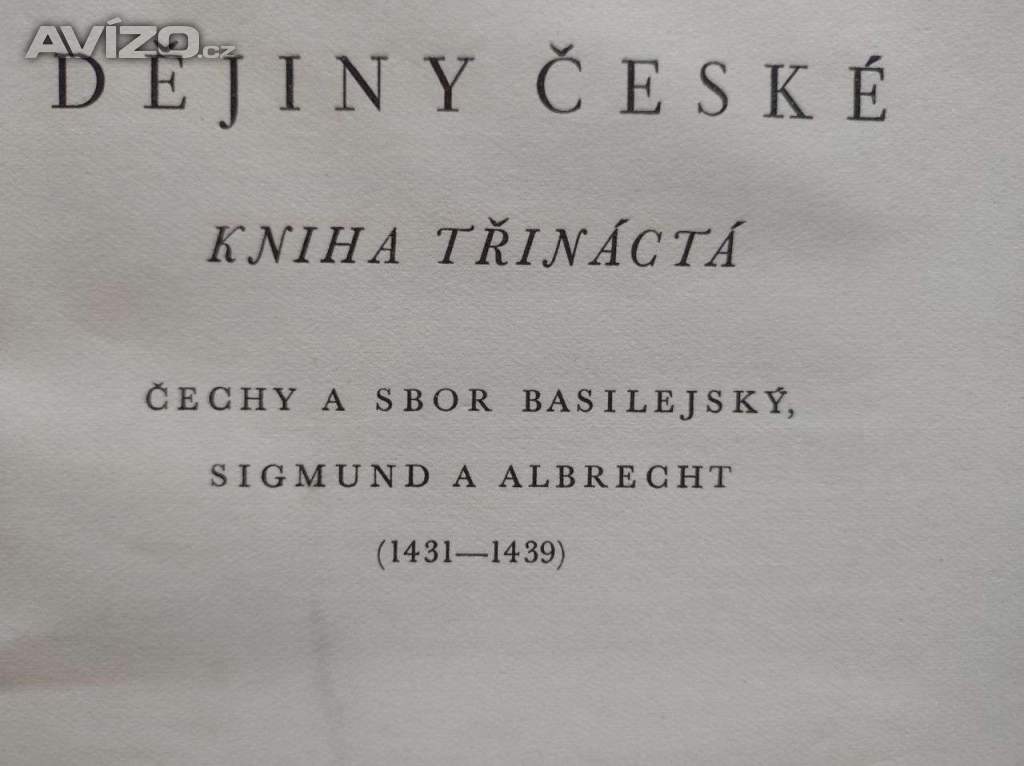 AVÍZO.cz
DĚJINY ČESKÉ
KNIHA TŘINÁCTÁ
ČECHY A SBOR BASILEJSKÝ,
SIGMUND A ALBRECHT
(1431—1439)